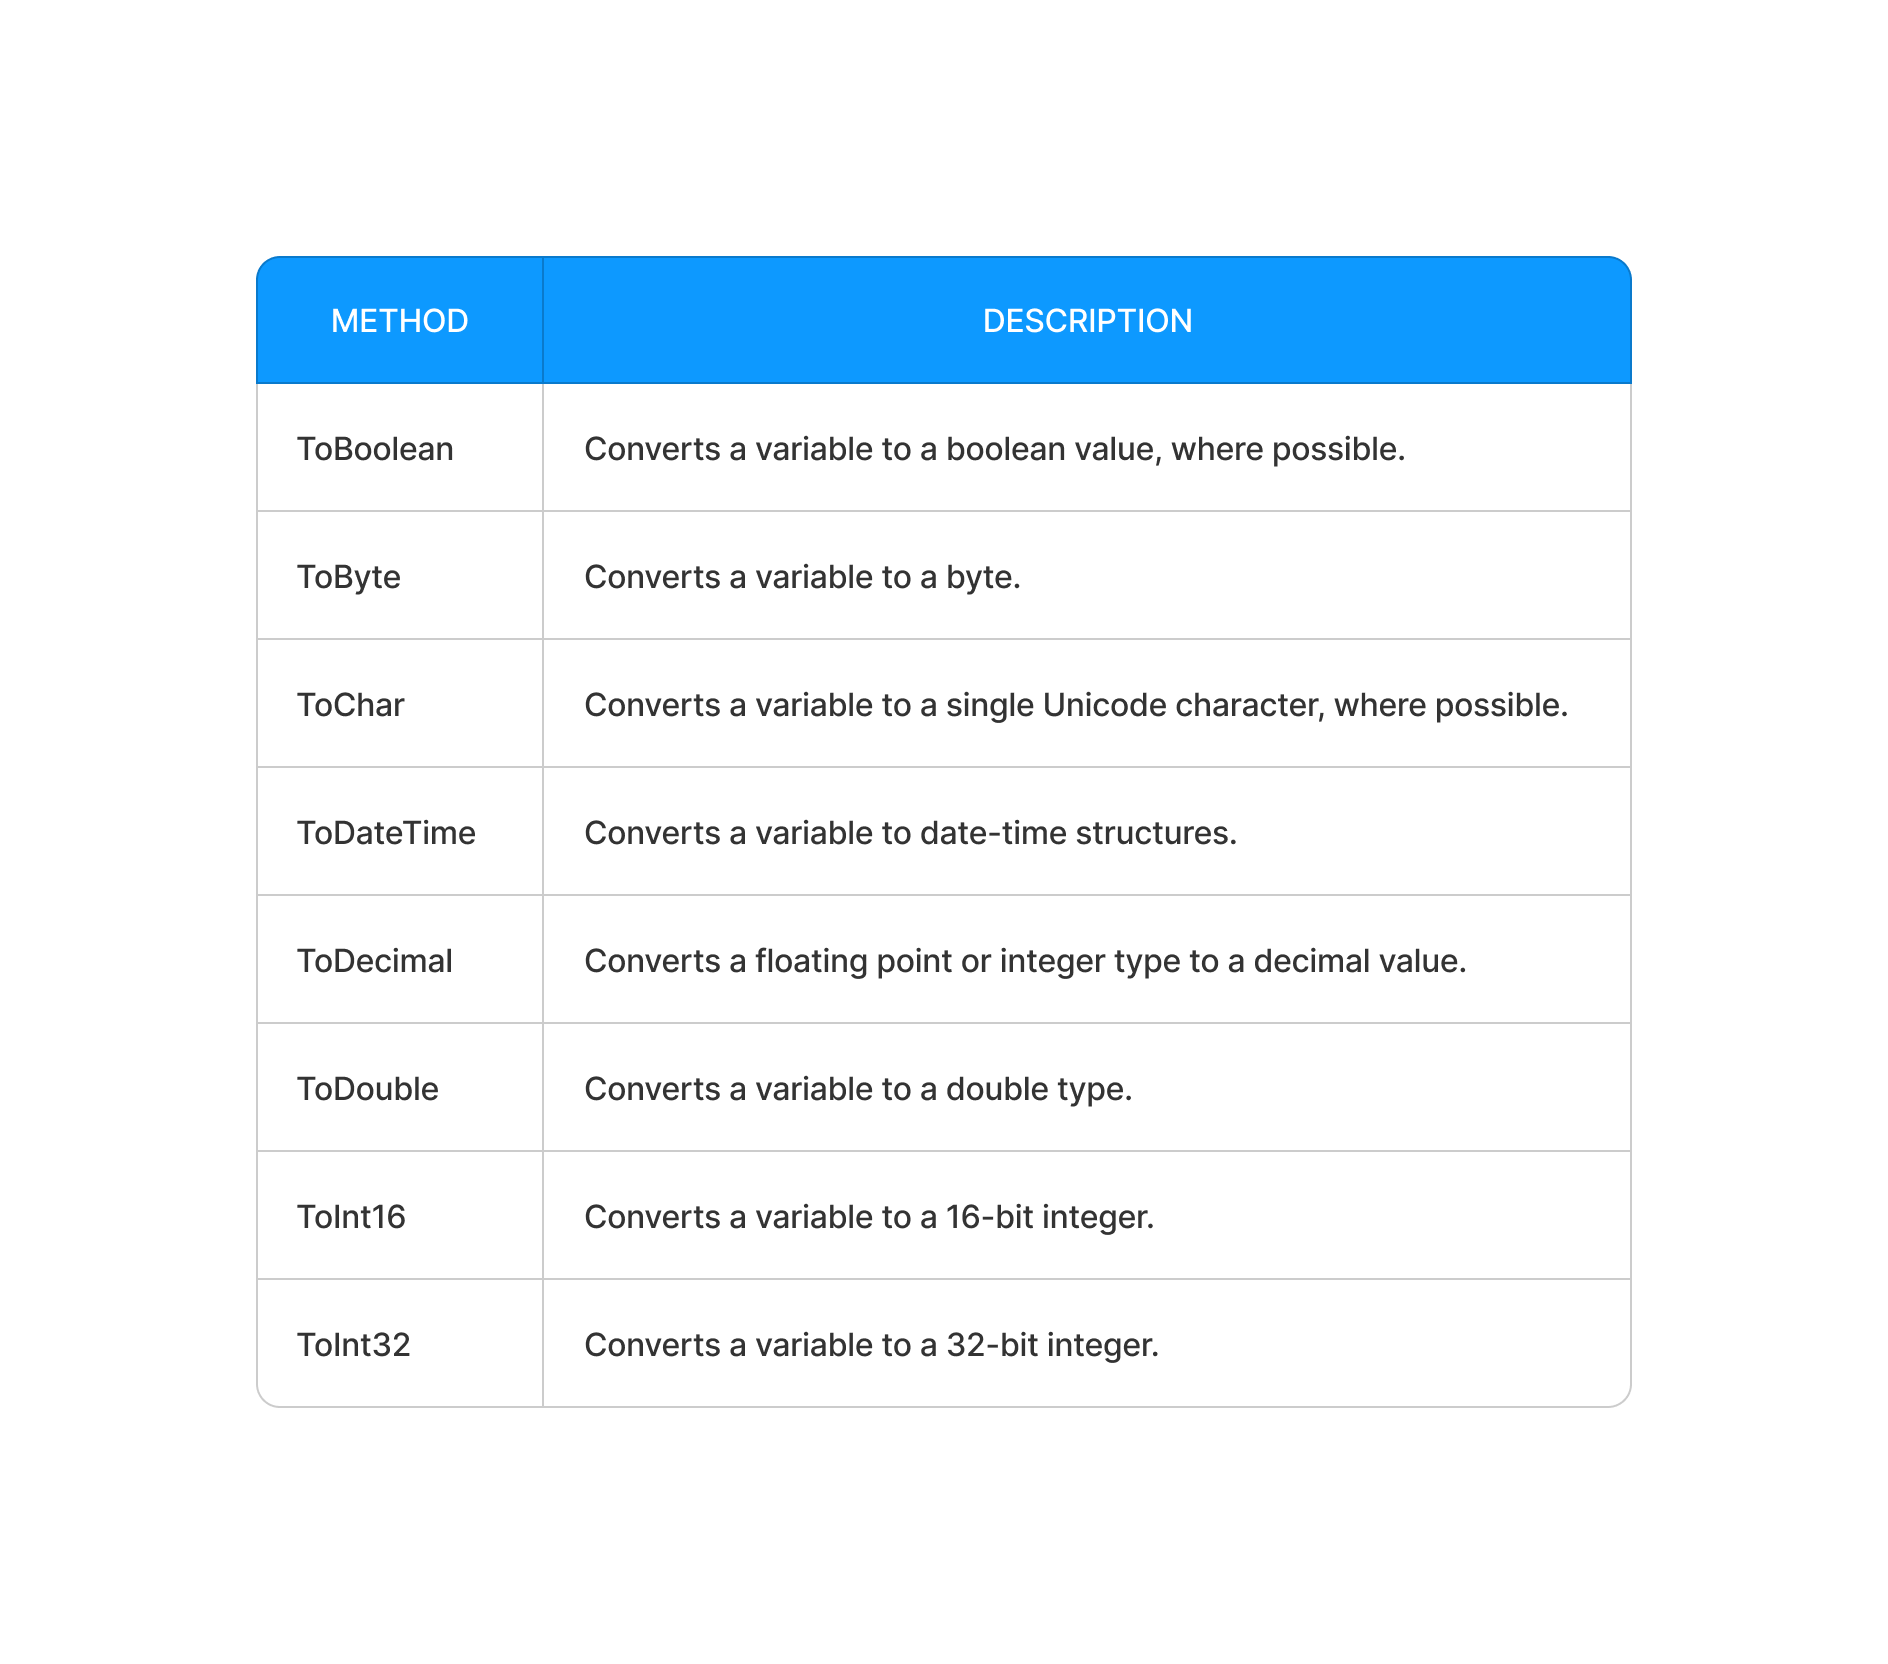 METHOD DESCRIPTION
ToBoolean Converts a variable to a boolean value, where possible.
ToByte Converts a variable to a byte.
ToChar Converts a variable to a single Unicode character, where possible.
ToDateTime Converts a variable to date-time structures.
ToDecimal Converts a floating point or integer type to a decimal value.
ToDouble Converts a variable to a double type.
ToInt16 Converts a variable to a 16-bit integer.
ToInt32 Converts a variable to a 32-bit integer.